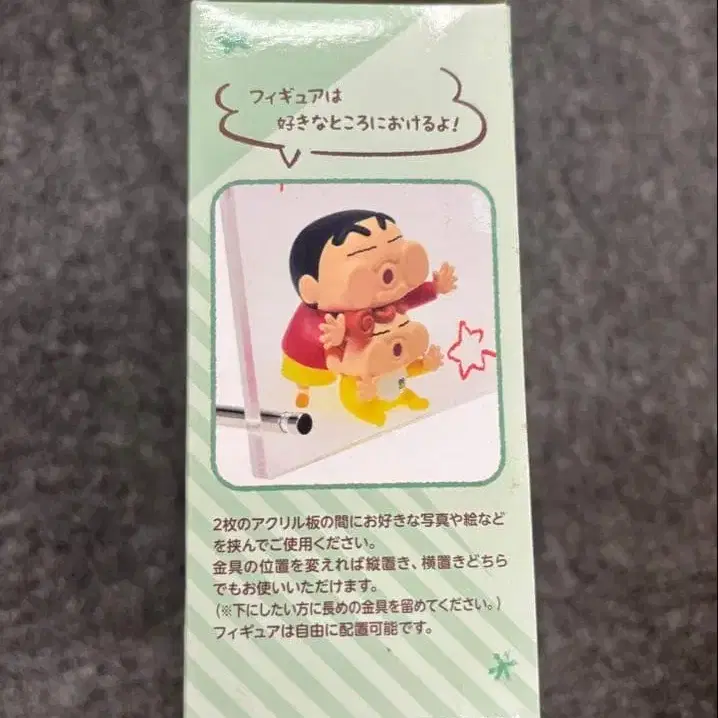 フィギュアは
好きなところにおけるよ!
2枚のアクリル板の間にお好きな写真や絵など
を挟んでご使用ください。
金具の位置を変えれば縦置き、横置きどちら
でもお使いいただけます。
(※下にしたい方に長めの金具を留めてください。)
フィギュアは自由に配置可能です。